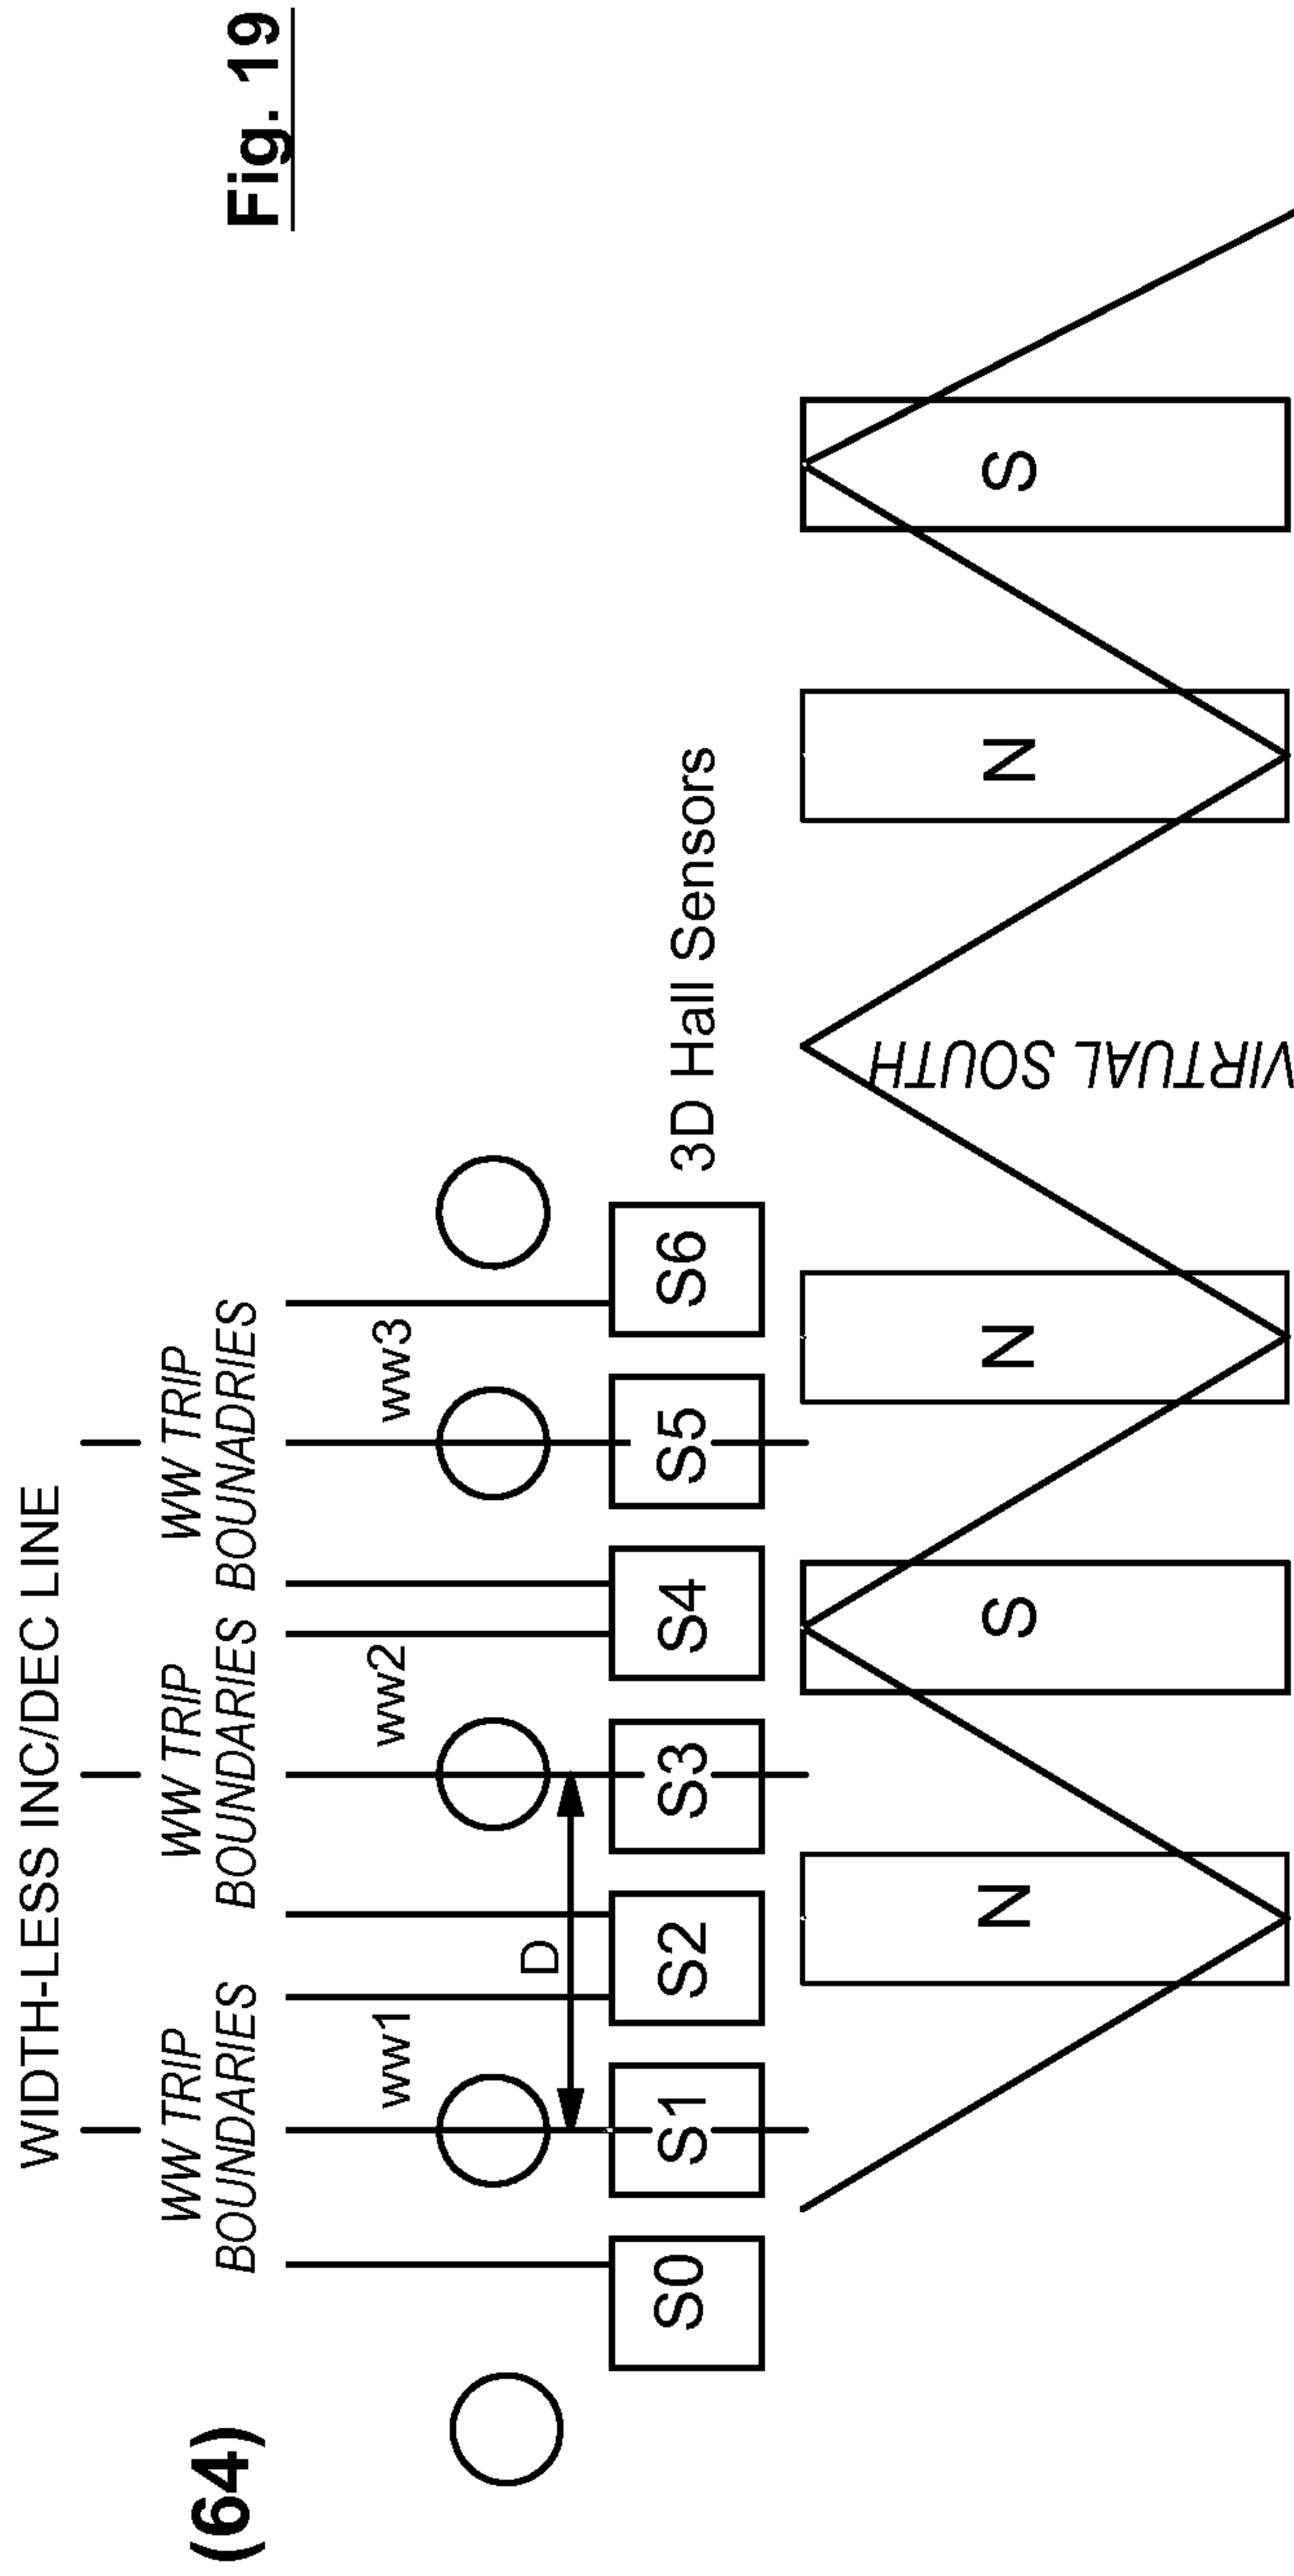 Fig. 19
(64)
WIDTH-LESS INC/DEC LINE
WW TRIP
BOUNDARIES
WW TRIP
BOUNDARIES
WW TRIP
BOUNADRIES
ww1
ww2
ww3
D
S0
S1
S2
S3
S4
S5
S6
3D Hall Sensors
N
S
N
VIRTUAL SOUTH
N
S